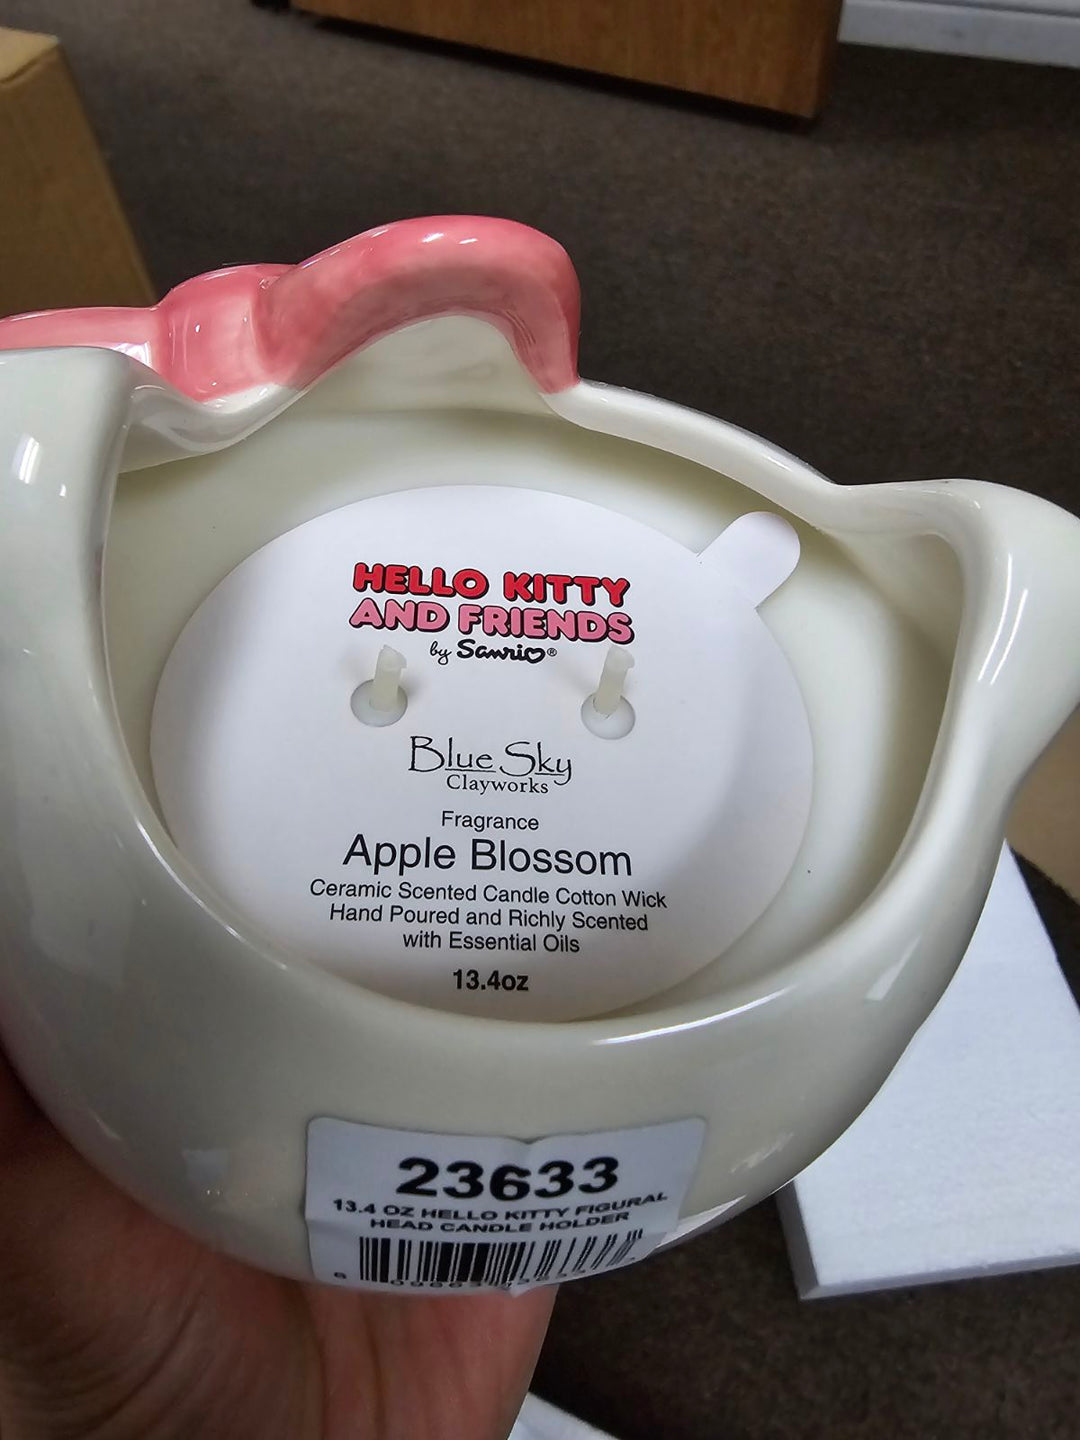 HELLO KITTY
AND FRIENDS
by Sanrio®
Blue Sky
Clayworks
Fragrance
Apple Blossom
Ceramic Scented Candle Cotton Wick
Hand Poured and Richly Scented
with Essential Oils
13.4oz
23633
13.4 OZ HELLO KITTY FIGURAL
HEAD CANDLE HOLDER